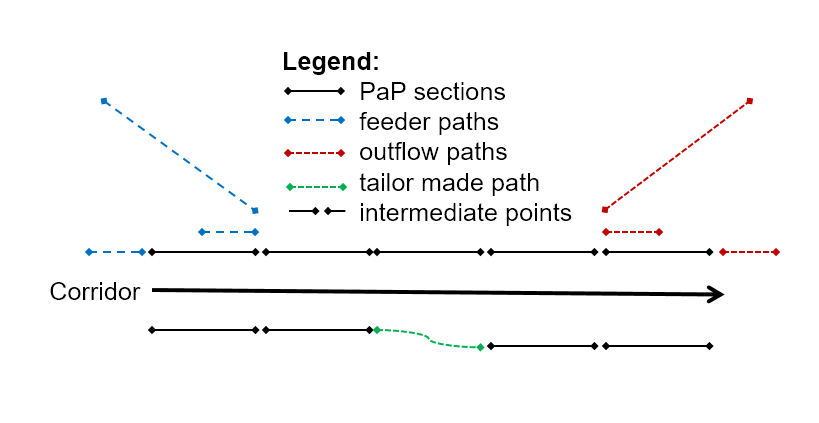 Legend:
PaP sections
feeder paths
outflow paths
tailor made path
intermediate points
Corridor